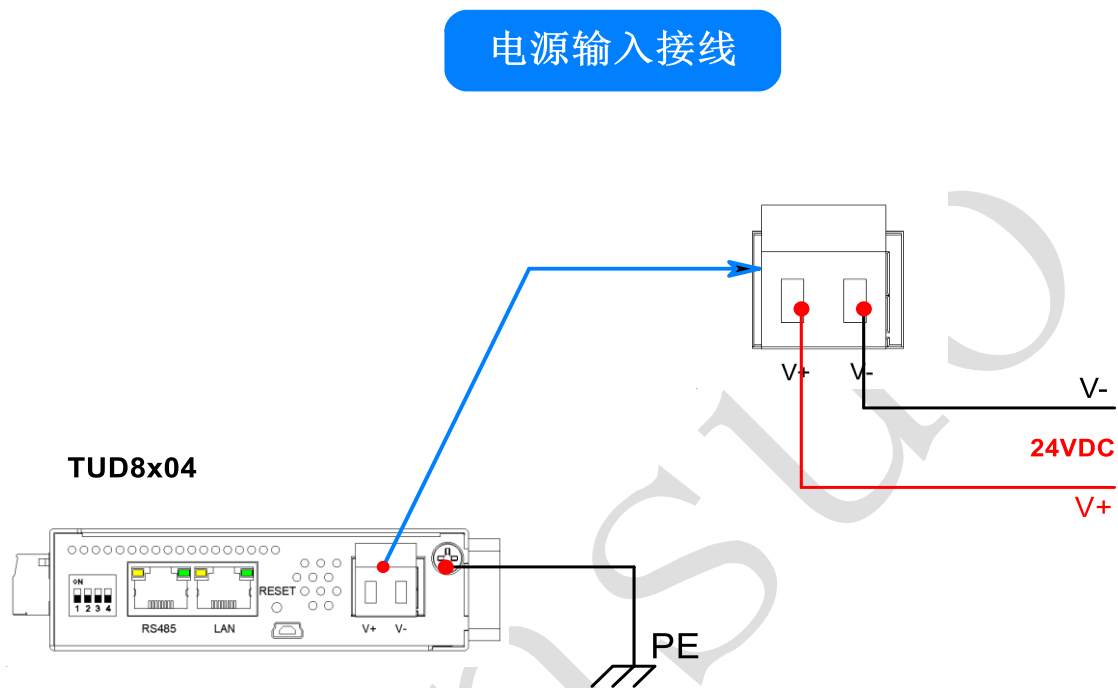 电源输入接线
V+ V-
V-
24VDC
V+
TUD8x04
ON
1 2 3 4
RESET
RS485 LAN V+ V-
PE